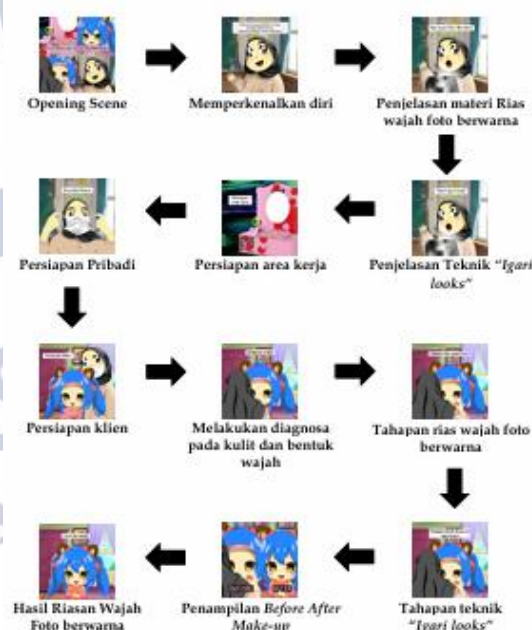 Opening Scene
Memperkenalkan diri
Penjelasan materi Rias
wajah foto berwarna
Persiapan Pribadi
Persiapan area kerja
Penjelasan Teknik “Igari
looks”
Persiapan klien
Melakukan diagnosa
pada kulit dan bentuk
wajah
Tahapan rias wajah foto
berwarna
Hasil Riasan Wajah
Foto berwarna
Penampilan Before After
Make-up
Tahapan teknik
“Igari looks”